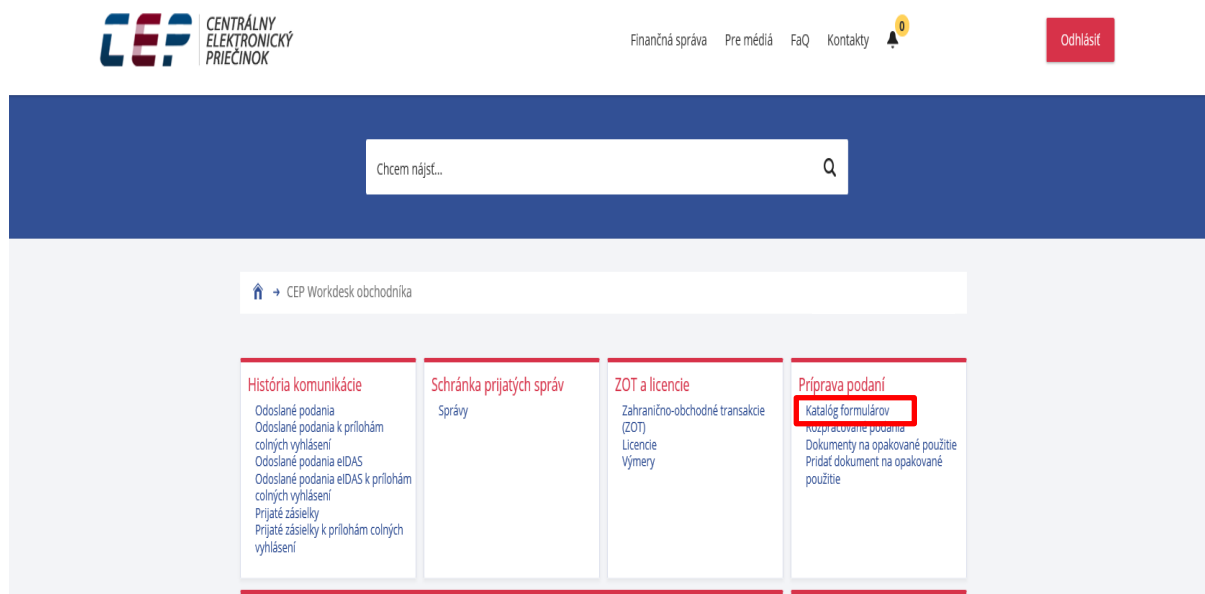 CENTRÁLNY
ELEKTRONICKÝ
PRIEČINOK
Finančná správa Pre médiá FaQ Kontakty 0 Odhlásiť
Chcem nájsť...
CEP Workdesk obchodníka
História komunikácie
Odoslané podania
Odoslané podania k prílohám
colných vyhlásení
Odoslané podania eIDAS
Odoslané podania eIDAS k prílohám
colných vyhlásení
Prijaté zásielky
Prijaté zásielky k prílohám colných
vyhlásení
Schránka prijatých správ
Správy
ZOT a licencie
Zahranično-obchodné transakcie
(ZOT)
Licencie
Výmery
Príprava podaní
Katalóg formulárov
Rozpracované podania
Dokumenty na opakované použitie
Pridať dokument na opakované
použitie